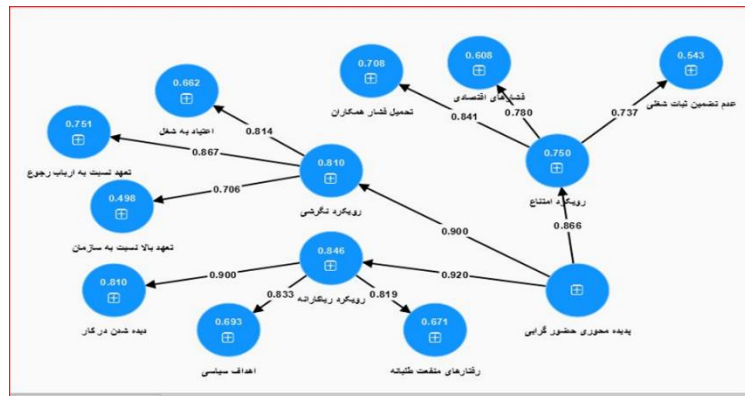 0.543
عدم تضمین ثبات شغلی
0.608
فشارهای اقتصادی
0.708
تحمیل فشار همکاران
0.662
اعتیاد به شغل
0.737
0.780
0.841
0.814
0.751
تعهد نسبت به ارباب رجوع
0.867
0.750
رویکرد امتناع
0.810
رویکرد نگرشی
0.706
0.498
تعهد بالا نسبت به سازمان
0.866
0.900
0.846
رویکرد ریاکارانه
0.920
پدیده محوری حضور گرایی
0.900
0.810
دیده شدن در کار
0.833
0.819
0.693
اهداف سیاسی
0.671
رفتارهای منفعت طلبانه